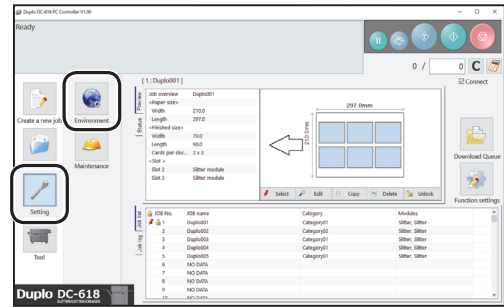 Duplo DC-618 PC Controller V1.00
Ready
0 / 0 C
Connect
[ 1 : Duplo001 ]
Create a new job
Environment
Maintenance
Setting
Tool
Preview
Status
Job overview Duplo001
<Paper size>
Width 210.0
Length 297.0
<Finished size>
Width 70.0
Length 90.0
Cards per doc... 2 x 3
<Slot >
Slot 2 Slitter module
Slot 3 Slitter module
297.0mm
210.0mm
Select Edit Copy Delete Unlock
Download Queue
Function settings
Job list
Job log
JOB No. JOB name Category Modules
1 Duplo001 Category01 Slitter, Slitter
2 Duplo002 Category02 Slitter, Slitter
3 Duplo003 Category01 Slitter, Slitter
4 Duplo004 Category01 Slitter, Slitter
5 Duplo005 Category01 Slitter, Slitter
6 NO DATA
7 NO DATA
8 NO DATA
9 NO DATA
10 NO DATA
Duplo DC-618
SLITTER/CUTTER/CREASER